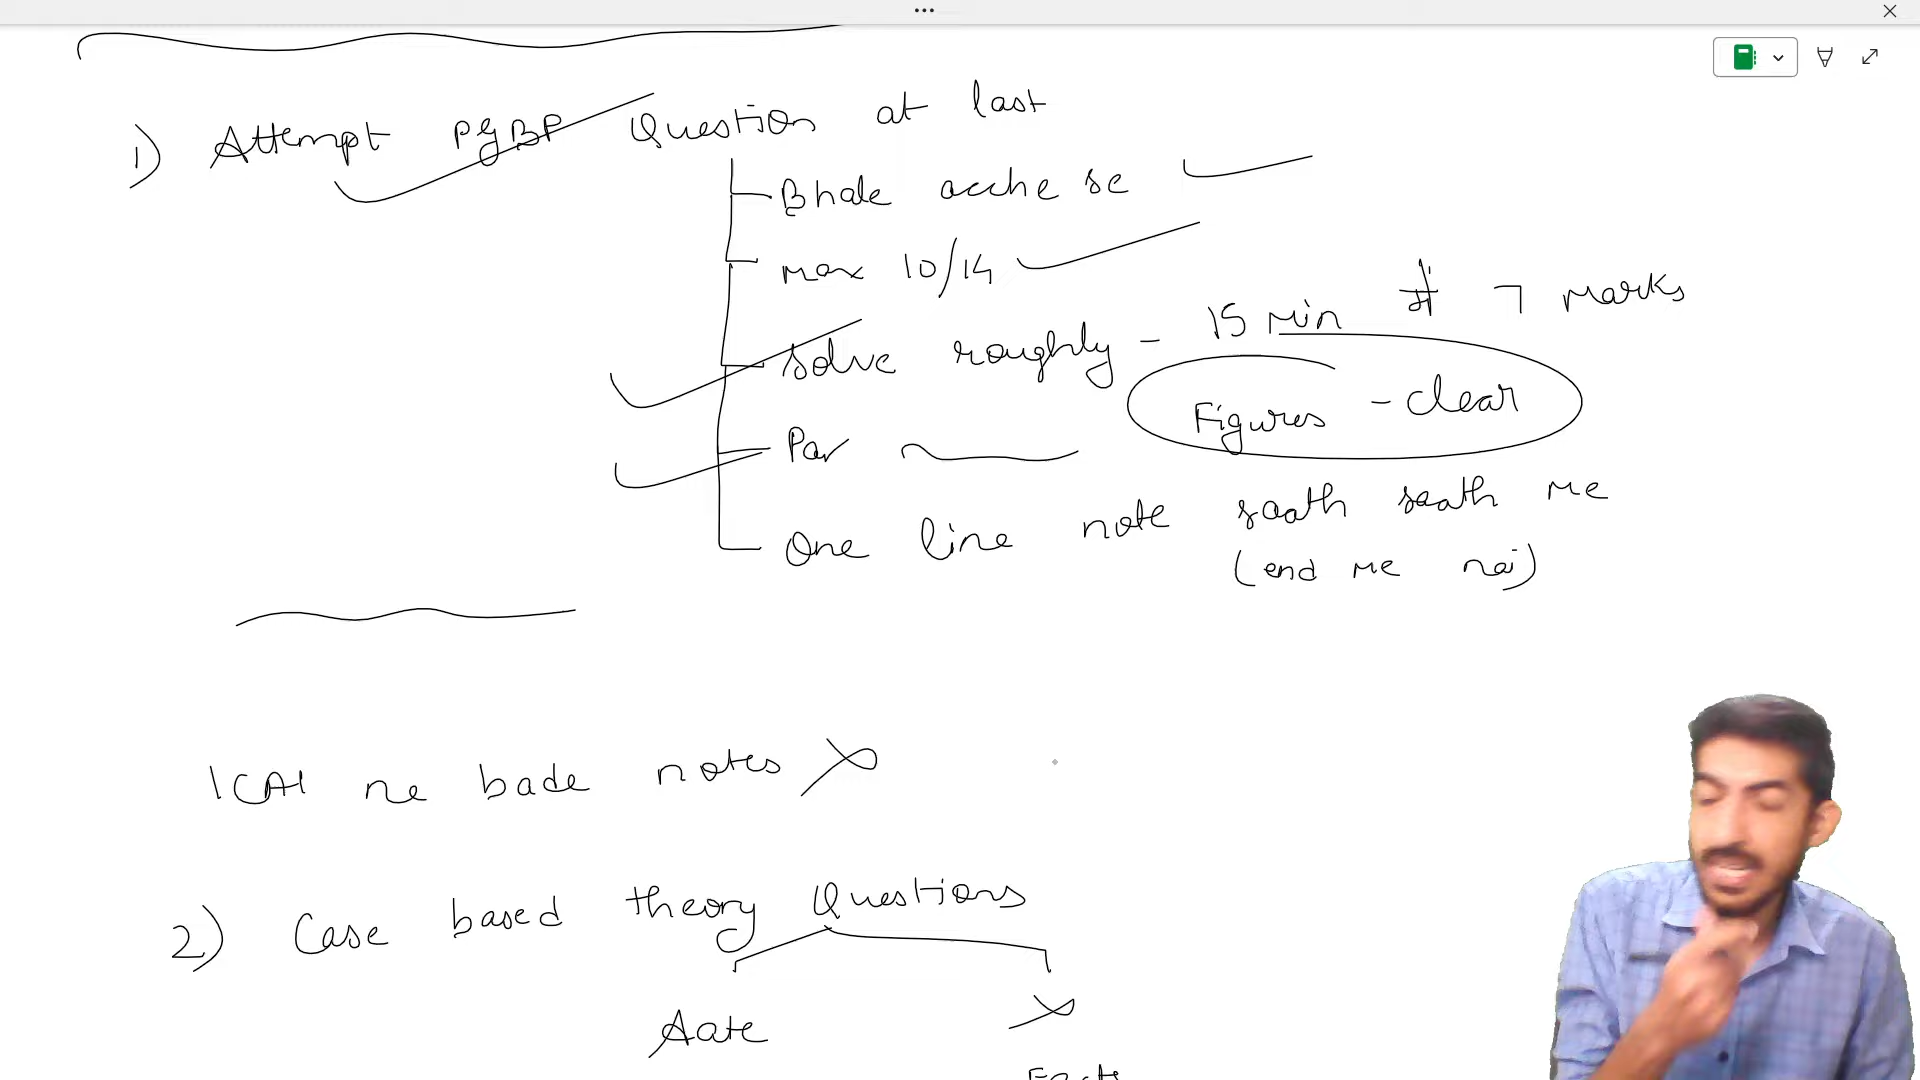 1) Attempt PGBP Question at last
Bhale acche se
max 10/14
Solve roughly - 15 min # 7 marks
Figures - clear
Par
One line note saath saath me
(end me nai)
ICAI ne bade notes
2) Case based theory Questions
Aate